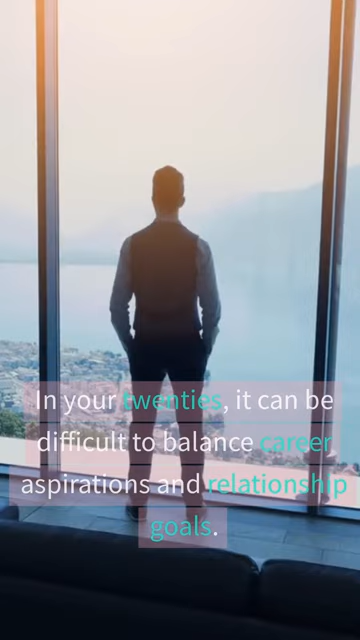 In your twenties, it can be
difficult to balance career
aspirations and relationship
goals.